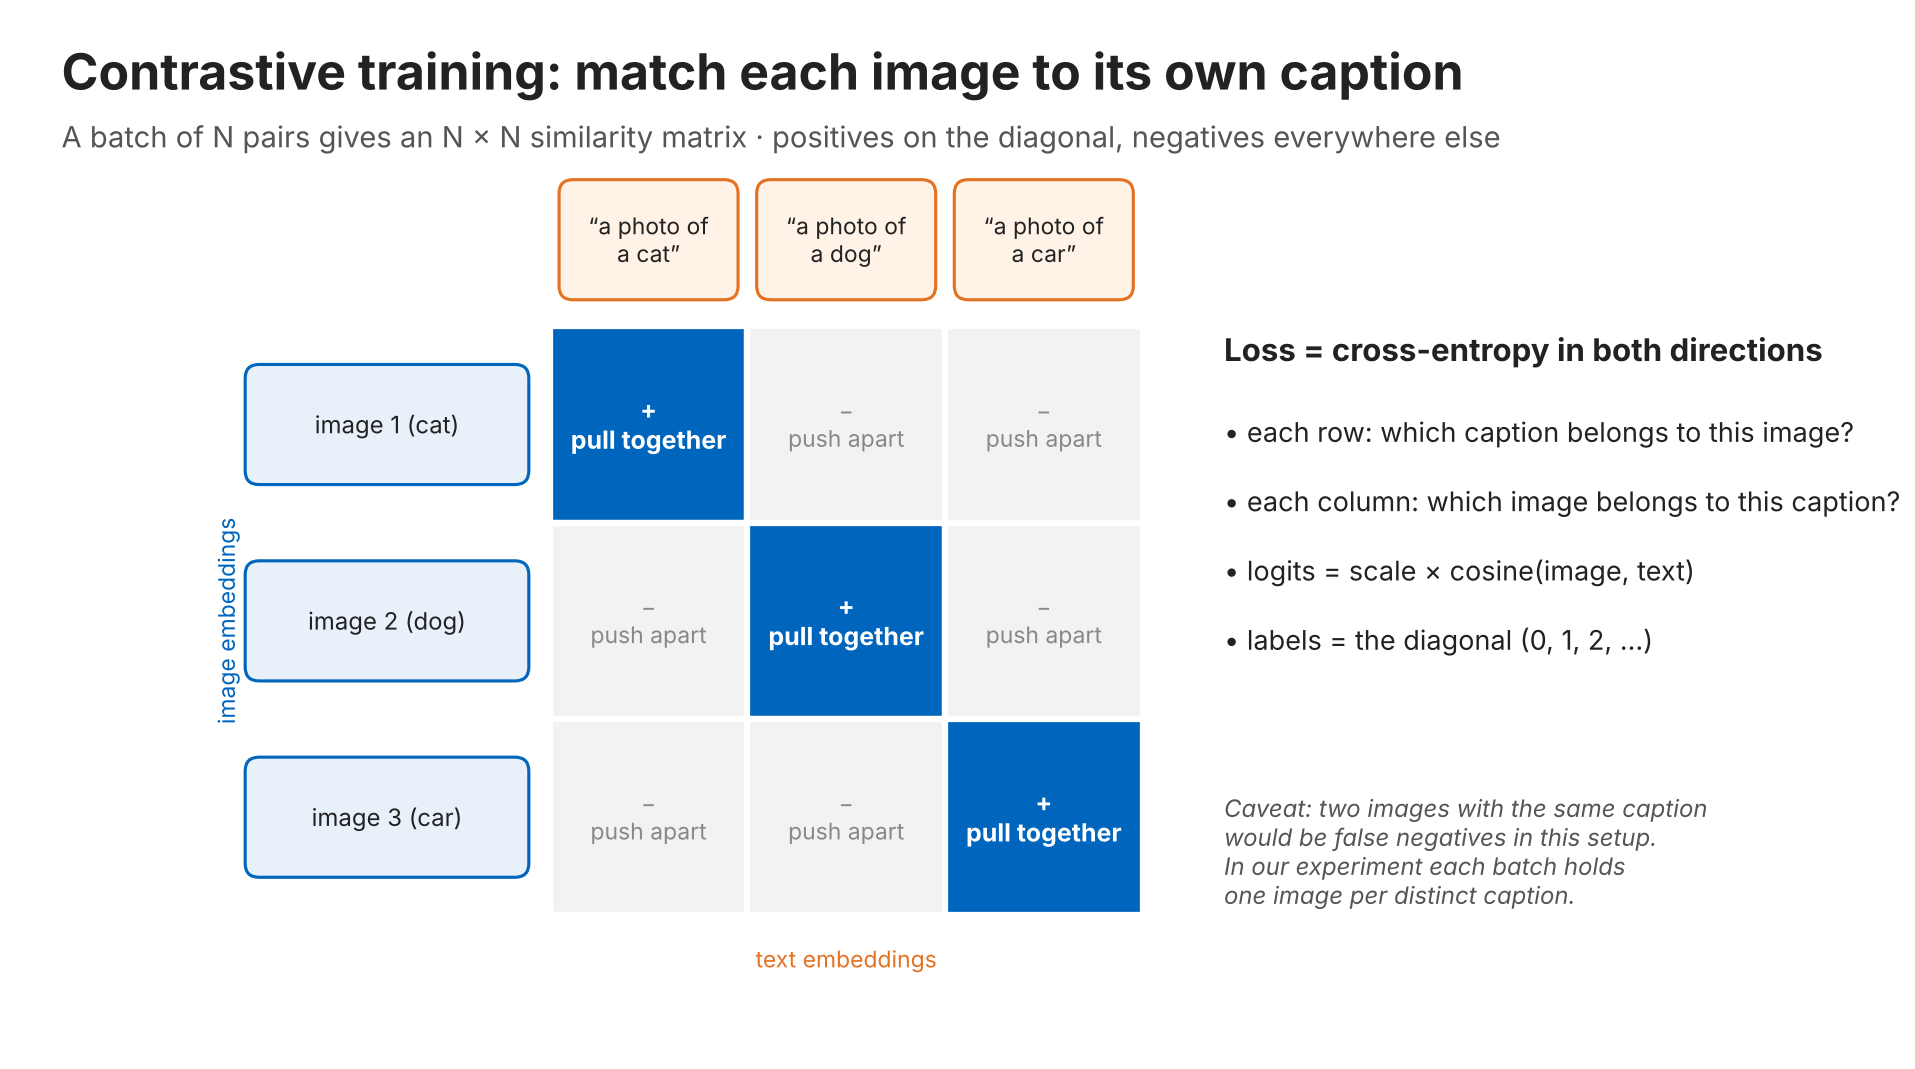 Contrastive training: match each image to its own caption
A batch of N pairs gives an N × N similarity matrix · positives on the diagonal, negatives everywhere else
“a photo of
a cat”
“a photo of
a dog”
“a photo of
a car”
image embeddings
image 1 (cat)
+
pull together
–
push apart
–
push apart
image 2 (dog)
–
push apart
+
pull together
–
push apart
image 3 (car)
–
push apart
–
push apart
+
pull together
text embeddings
Loss = cross-entropy in both directions
• each row: which caption belongs to this image?
• each column: which image belongs to this caption?
• logits = scale × cosine(image, text)
• labels = the diagonal (0, 1, 2, …)
Caveat: two images with the same caption
would be false negatives in this setup.
In our experiment each batch holds
one image per distinct caption.